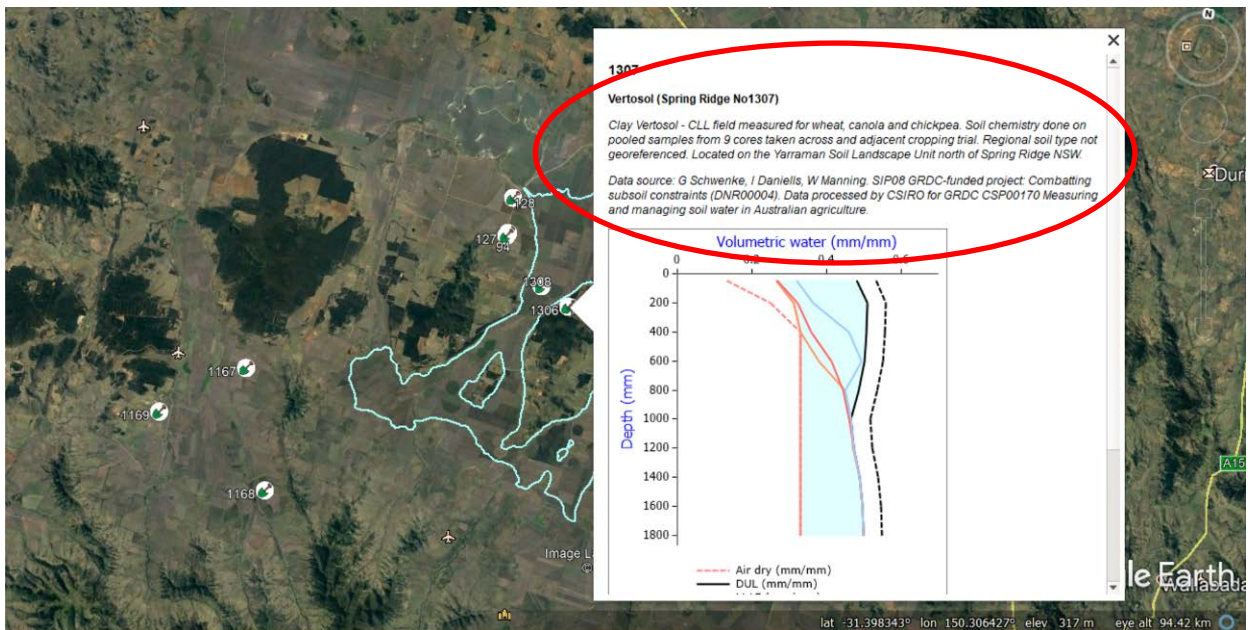 1307
Vertosol (Spring Ridge No1307)
Clay Vertosol - CLL field measured for wheat, canola and chickpea. Soil chemistry done on
pooled samples from 9 cores taken across and adjacent cropping trial. Regional soil type not
georeferenced. Located on the Yarraman Soil Landscape Unit north of Spring Ridge NSW.
Data source: G Schwenke, I Daniells, W Manning. SIP08 GRDC-funded project: Combatting
subsoil constraints (DNR00004). Data processed by CSIRO for GRDC CSP00170 Measuring
and managing soil water in Australian agriculture.
Volumetric water (mm/mm)
0 0.2 0.4 0.6
0
200
400
600
800
1000
1200
1400
1600
1800
Depth (mm)
Air dry (mm/mm)
DUL (mm/mm)
128
127
94
1308
1306
1167
1169
1168
N
A15
Image
©
le Earth
lat -31.398343° lon 150.306427° elev 317 m eye alt 94.42 km